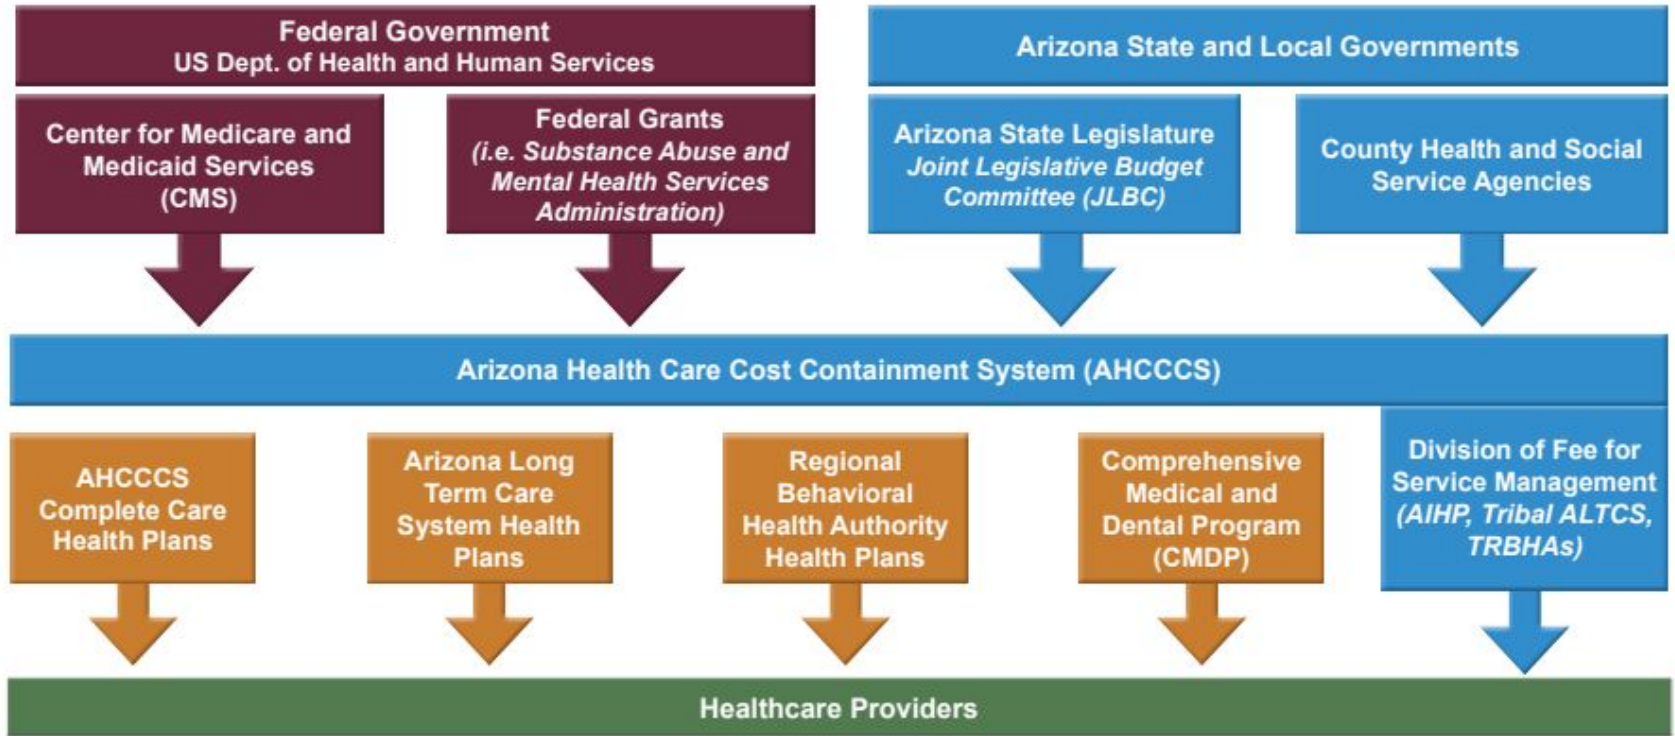 Federal Government
US Dept. of Health and Human Services
Arizona State and Local Governments
Center for Medicare and
Medicaid Services
(CMS)
Federal Grants
(i.e. Substance Abuse and
Mental Health Services
Administration)
Arizona State Legislature
Joint Legislative Budget
Committee (JLBC)
County Health and Social
Service Agencies
Arizona Health Care Cost Containment System (AHCCCS)
AHCCCS
Complete Care
Health Plans
Arizona Long
Term Care
System Health
Plans
Regional
Behavioral
Health Authority
Health Plans
Comprehensive
Medical and
Dental Program
(CMDP)
Division of Fee for
Service Management
(AIHP, Tribal ALTCS,
TRBHAs)
Healthcare Providers